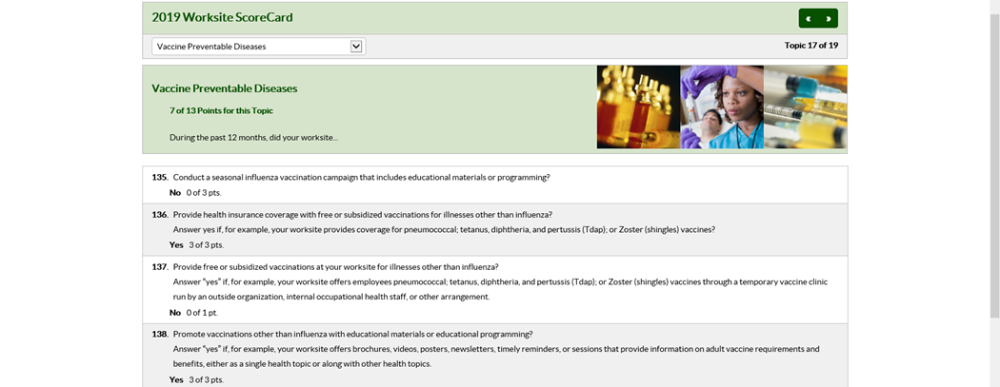 2019 Worksite ScoreCard
« »
Vaccine Preventable Diseases
Topic 17 of 19
Vaccine Preventable Diseases
7 of 13 Points for this Topic
During the past 12 months, did your worksite...
135. Conduct a seasonal influenza vaccination campaign that includes educational materials or programming?
No 0 of 3 pts.
136. Provide health insurance coverage with free or subsidized vaccinations for illnesses other than influenza?
Answer yes if, for example, your worksite provides coverage for pneumococcal; tetanus, diphtheria, and pertussis (Tdap); or Zoster (shingles) vaccines?
Yes 3 of 3 pts.
137. Provide free or subsidized vaccinations at your worksite for illnesses other than influenza?
Answer “yes” if, for example, your worksite offers employees pneumococcal; tetanus, diphtheria, and pertussis (Tdap); or Zoster (shingles) vaccines through a temporary vaccine clinic
run by an outside organization, internal occupational health staff, or other arrangement.
No 0 of 1 pt.
138. Promote vaccinations other than influenza with educational materials or educational programming?
Answer “yes” if, for example, your worksite offers brochures, videos, posters, newsletters, timely reminders, or sessions that provide information on adult vaccine requirements and
benefits, either as a single health topic or along with other health topics.
Yes 3 of 3 pts.